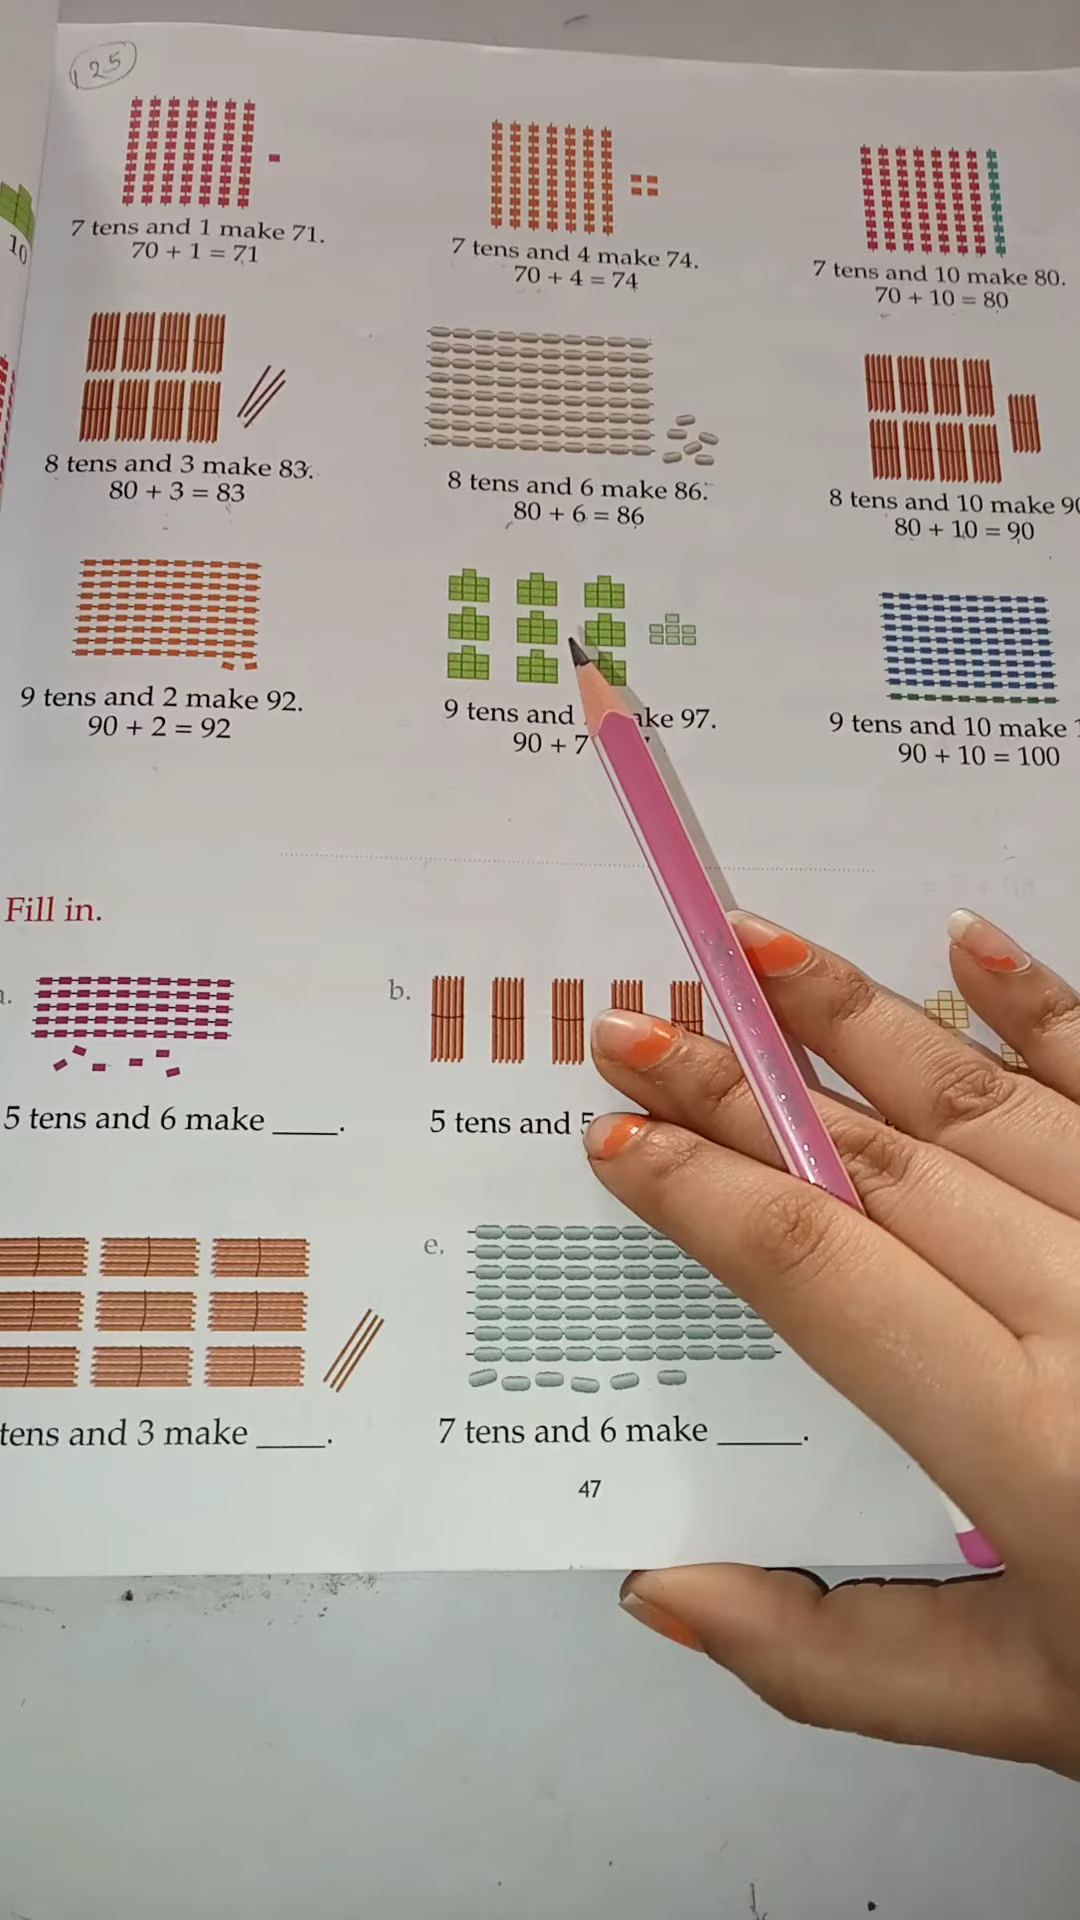 125
10
7 tens and 1 make 71.
70 + 1 = 71
7 tens and 4 make 74.
70 + 4 = 74
7 tens and 10 make 80.
70 + 10 = 80
8 tens and 3 make 83.
80 + 3 = 83
8 tens and 6 make 86.
80 + 6 = 86
8 tens and 10 make
80 + 10 = 90
9 tens and 2 make 92.
90 + 2 = 92
9 tens and 97.
90 + 7
9 tens and 10 make
90 + 10 = 100
Fill in.
b.
5 tens and 6 make ____.
5 tens and
e.
tens and 3 make ____.
7 tens and 6 make _____.
47